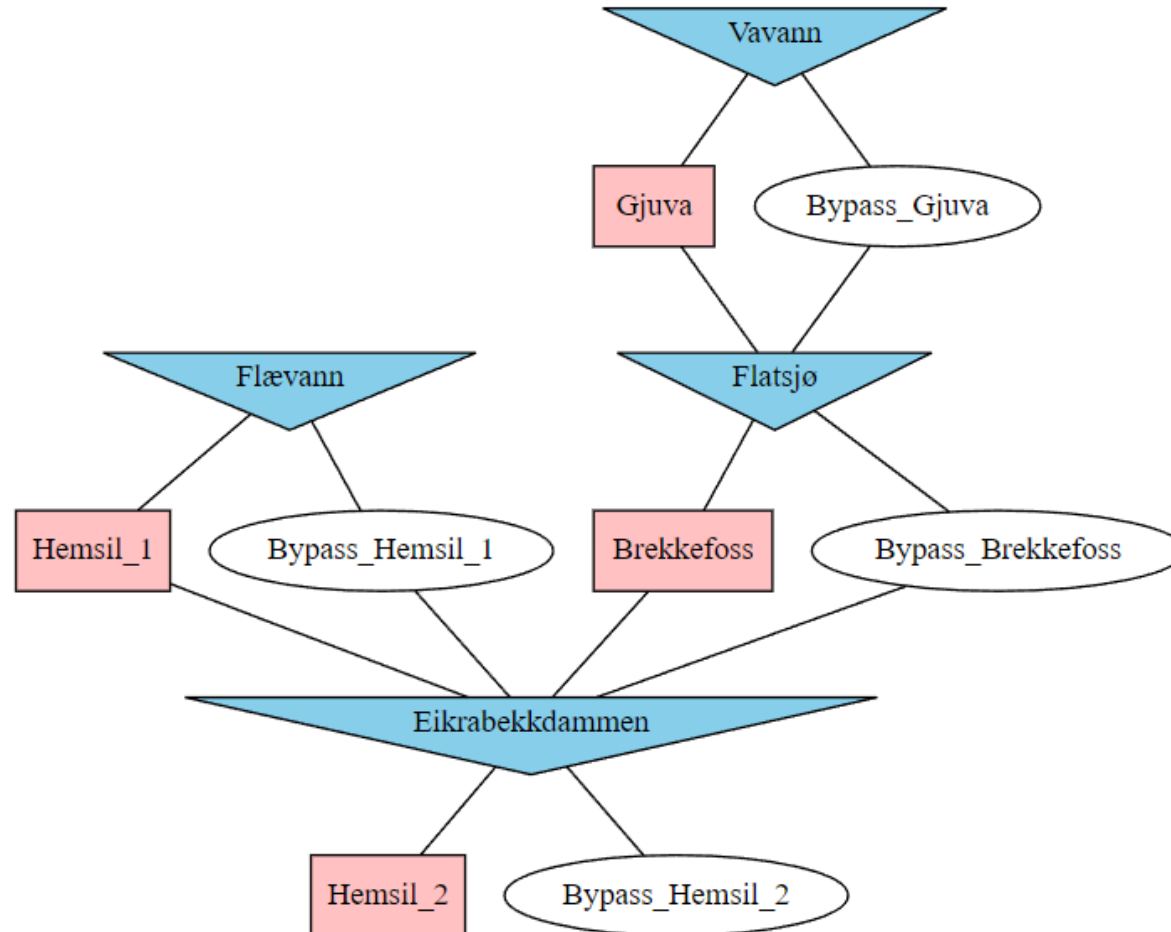 Vavann
Gjuva
Bypass_Gjuva
Flævann
Flatsjø
Hemsil_1
Bypass_Hemsil_1
Brekkefoss
Bypass_Brekkefoss
Eikrabekkdammen
Hemsil_2
Bypass_Hemsil_2